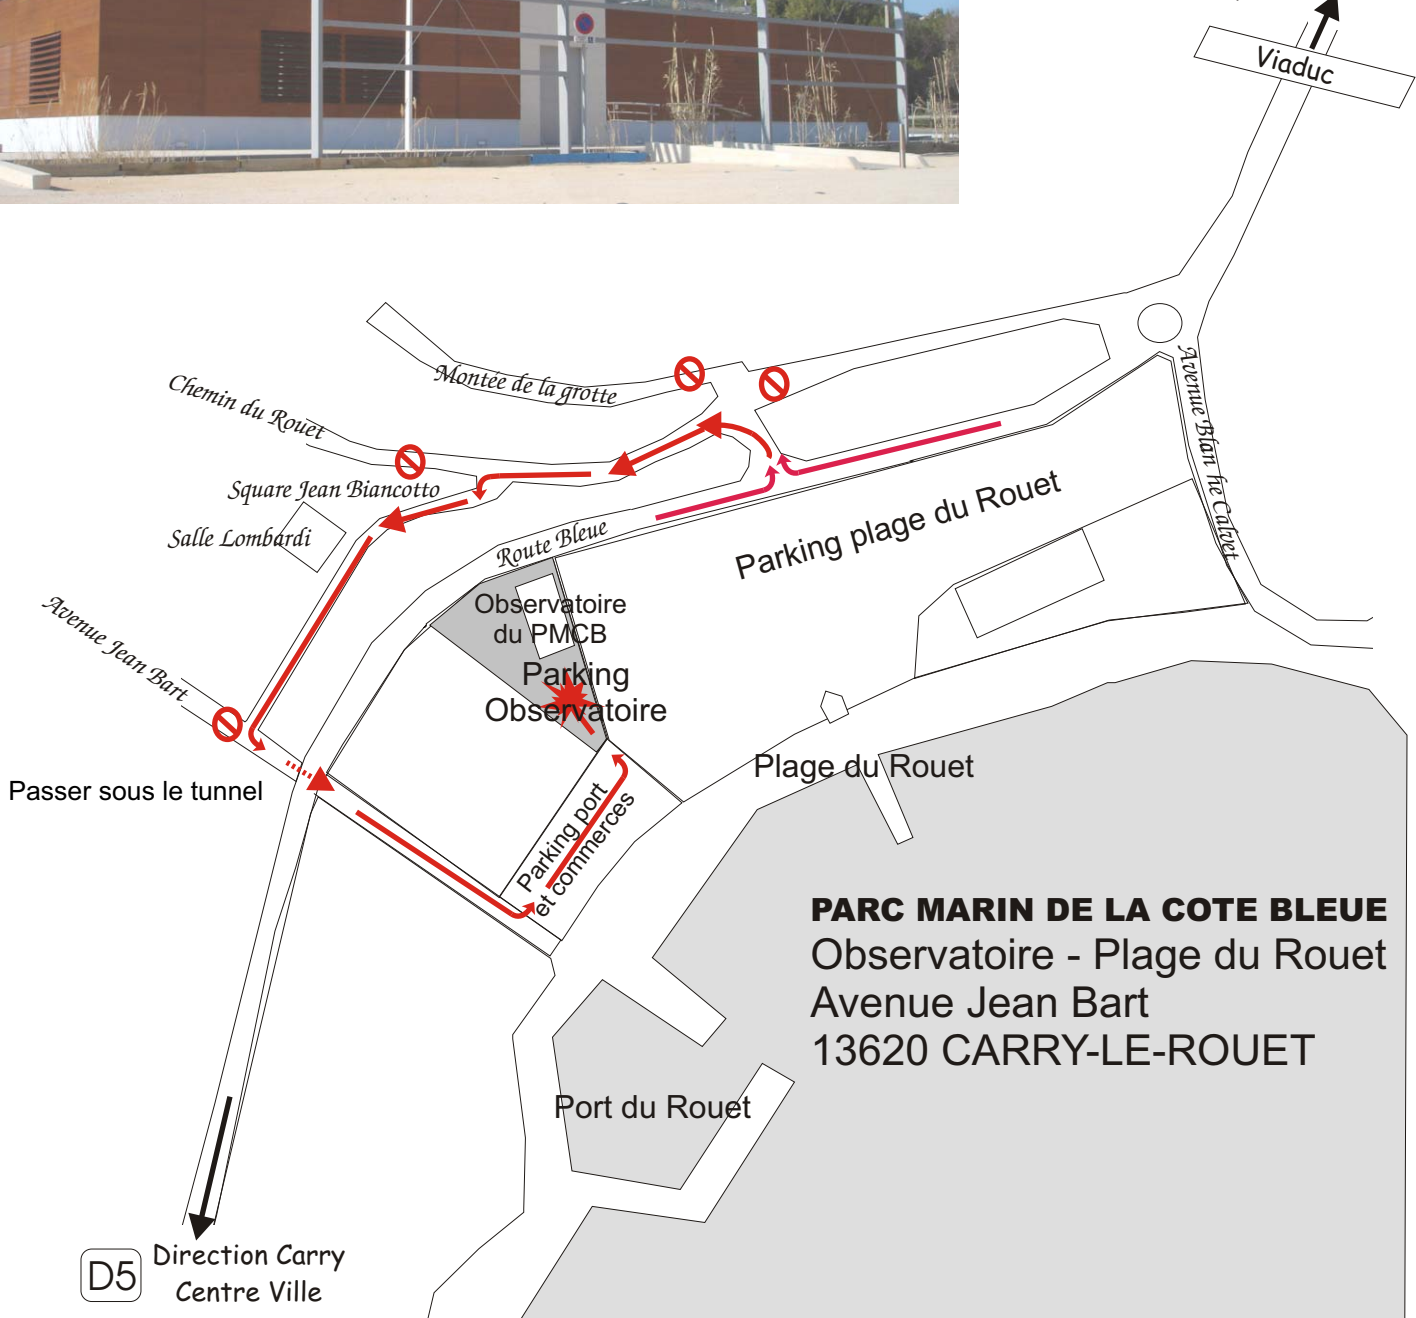 Viaduc
Montée de la grotte
Chemin du Rouet
Avenue Blan he Calvet
Square Jean Biancotto
Salle Lombardi
Parking plage du Rouet
Route Bleue
Avenue Jean Bart
Observatoire
du PMCB
Parking
Observatoire
Plage du Rouet
Passer sous le tunnel
Parking port
et commerces
PARC MARIN DE LA COTE BLEUE
Observatoire - Plage du Rouet
Avenue Jean Bart
13620 CARRY-LE-ROUET
Port du Rouet
D5
Direction Carry
Centre Ville